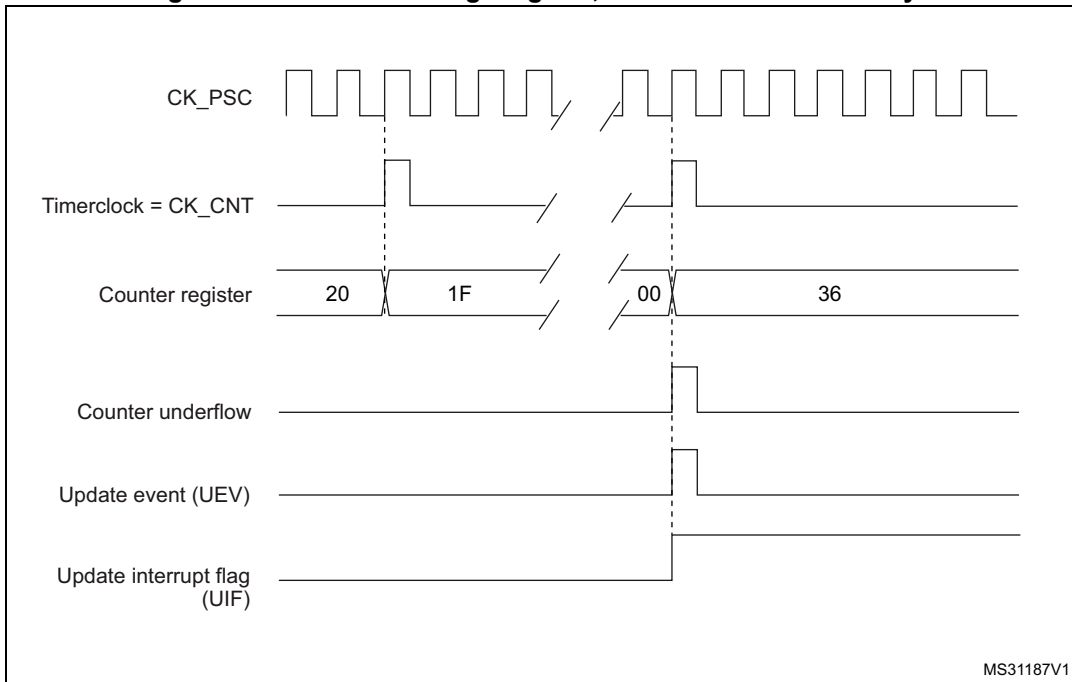 CK_PSC
Timerclock = CK_CNT
Counter register
20
1F
00
36
Counter underflow
Update event (UEV)
Update interrupt flag
(UIF)
MS31187V1